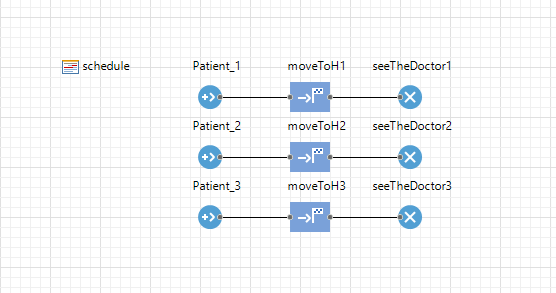 schedule
Patient_1 moveToH1 seeTheDoctor1
Patient_2 moveToH2 seeTheDoctor2
Patient_3 moveToH3 seeTheDoctor3